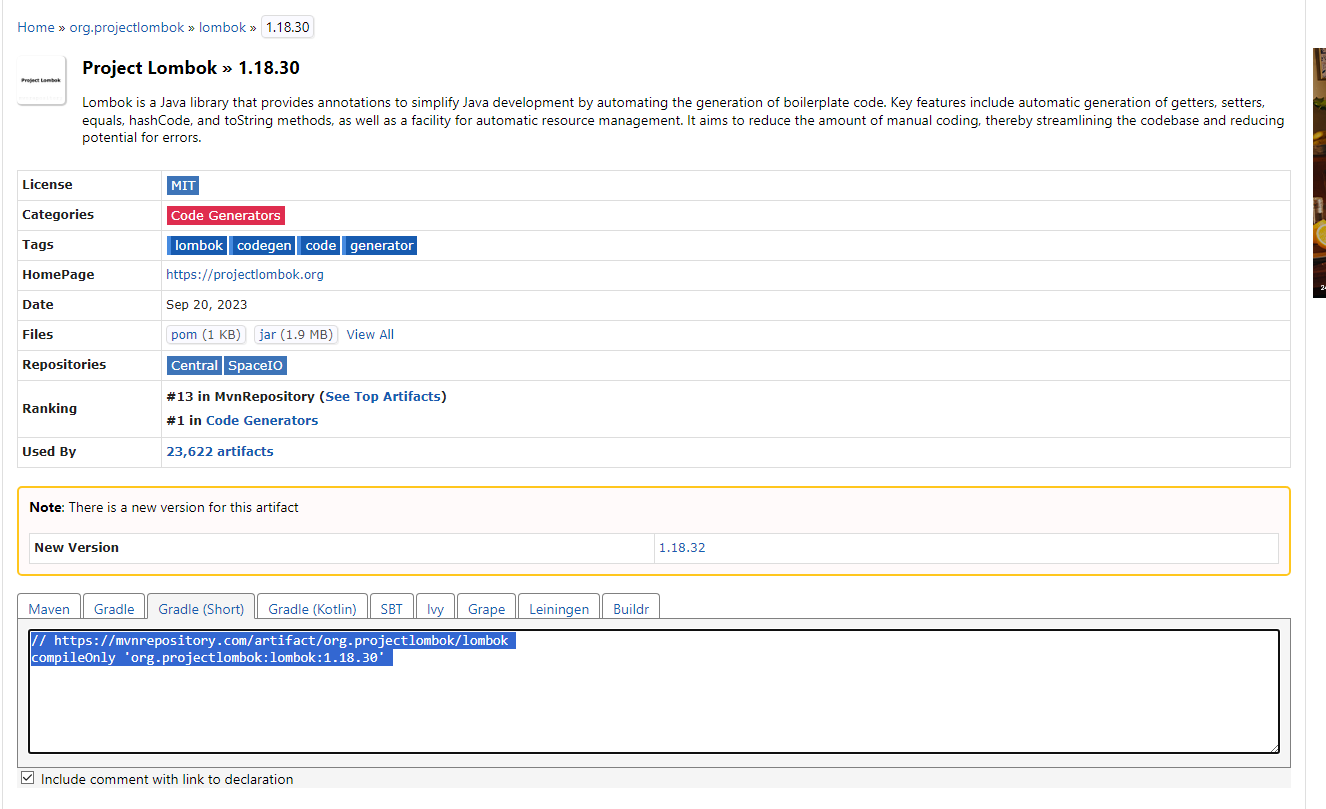 Home » org.projectlombok » lombok » 1.18.30
Project Lombok
Project Lombok » 1.18.30
Lombok is a Java library that provides annotations to simplify Java development by automating the generation of boilerplate code. Key features include automatic generation of getters, setters,
equals, hashCode, and toString methods, as well as a facility for automatic resource management. It aims to reduce the amount of manual coding, thereby streamlining the codebase and reducing
potential for errors.
License MIT
Categories Code Generators
Tags lombok codegen code generator
HomePage https://projectlombok.org
Date Sep 20, 2023
Files pom (1 KB) jar (1.9 MB) View All
Repositories Central SpaceIO
Ranking #13 in MvnRepository (See Top Artifacts)
#1 in Code Generators
Used By 23,622 artifacts
Note: There is a new version for this artifact
New Version 1.18.32
Maven Gradle Gradle (Short) Gradle (Kotlin) SBT Ivy Grape Leiningen Buildr
// https://mvnrepository.com/artifact/org.projectlombok/lombok
compileOnly 'org.projectlombok:lombok:1.18.30'
Include comment with link to declaration